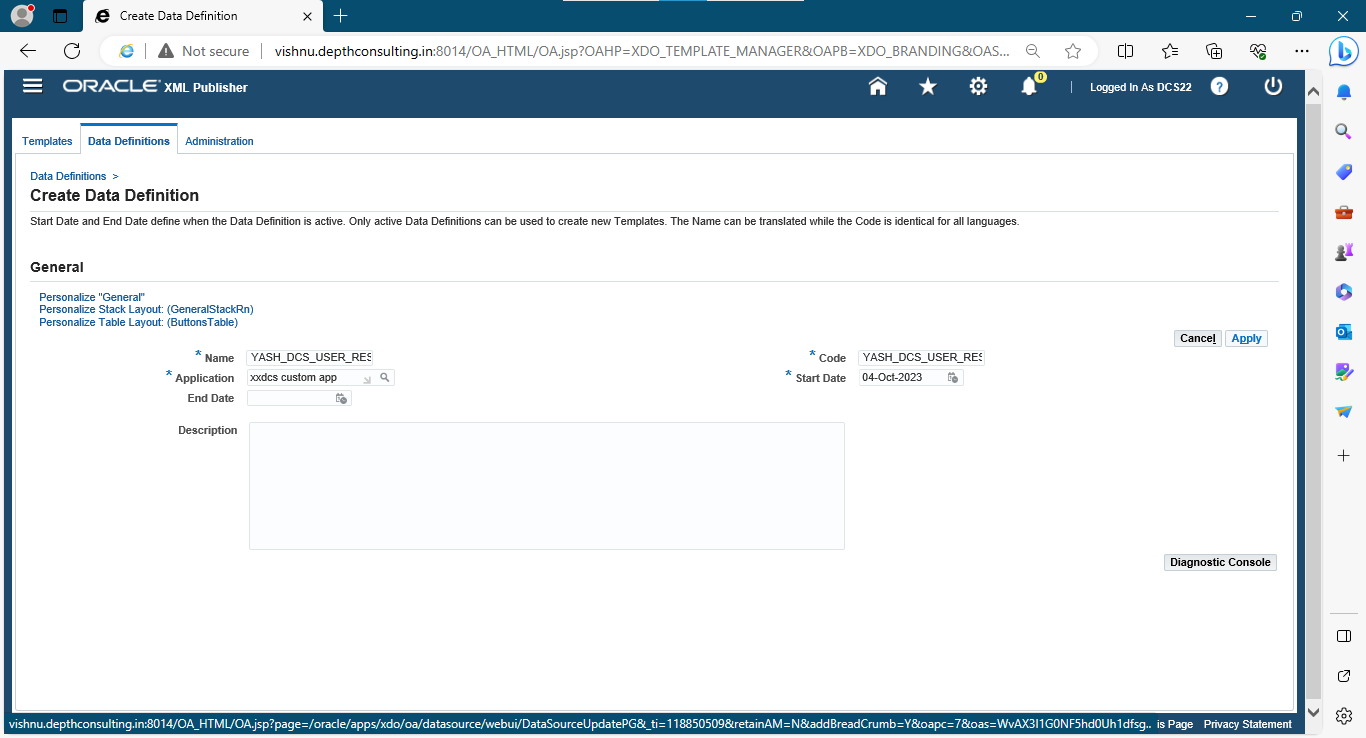 Create Data Definition
Not secure
vishnu.depthconsulting.in:8014/OA_HTML/OA.jsp?OAHP=XDO_TEMPLATE_MANAGER&OAPB=XDO_BRANDING&OAS...
ORACLE XML Publisher
0
Logged In As DCS22
?
Templates
Data Definitions
Administration
Data Definitions >
Create Data Definition
Start Date and End Date define when the Data Definition is active. Only active Data Definitions can be used to create new Templates. The Name can be translated while the Code is identical for all languages.
General
Personalize "General"
Personalize Stack Layout: (GeneralStackRn)
Personalize Table Layout: (ButtonsTable)
Cancel Apply
* Name YASH_DCS_USER_RES
* Code YASH_DCS_USER_RES
* Application xxdcs custom app
* Start Date 04-Oct-2023
End Date
Description
Diagnostic Console
vishnu.depthconsulting.in:8014/OA_HTML/OA.jsp?page=/oracle/apps/xdo/oa/datasource/webui/DataSourceUpdatePG&_ti=118850509&retainAM=N&addBreadCrumb=Y&oapc=7&oas=WvAX3I1G0NF5hd0Uh1dfsg..
is Page Privacy Statement